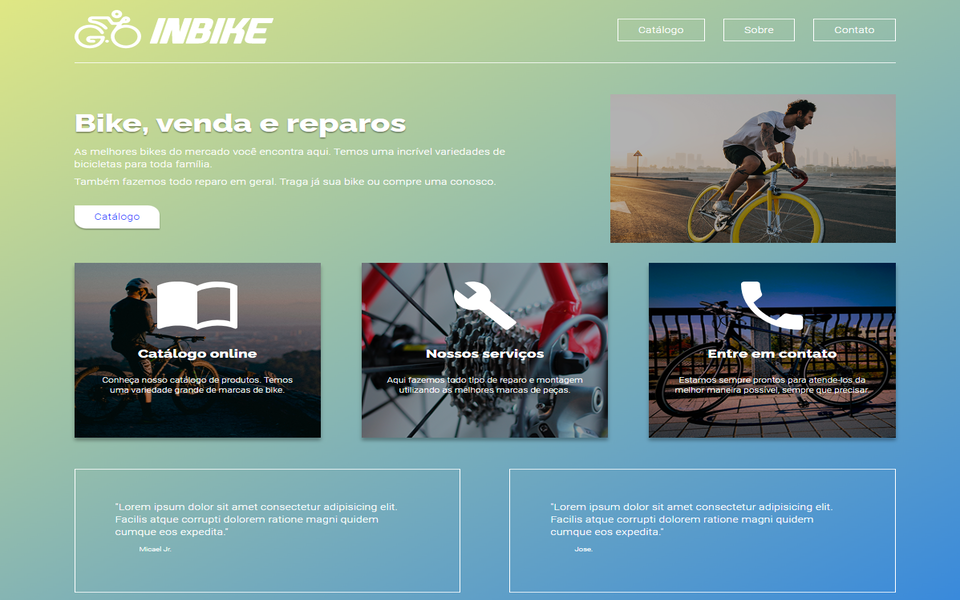 INBIKE
Catálogo
Sobre
Contato
Bike, venda e reparos
As melhores bikes do mercado você encontra aqui. Temos uma incrível variedades de
bicicletas para toda família.
Também fazemos todo reparo em geral. Traga já sua bike ou compre uma conosco.
Catálogo
Catálogo online
Conheça nosso catálogo de produtos. Temos
uma variedade grande de marcas de bike.
Nossos serviços
Aqui fazemos todo tipo de reparo e montagem
utilizando as melhores marcas de peças.
Entre em contato
Estamos sempre prontos para atende-los da
melhor maneira possível, sempre que precisar
"Lorem ipsum dolor sit amet consectetur adipisicing elit.
Facilis atque corrupti dolorem ratione magni quidem
cumque eos expedita."
Micael Jr.
"Lorem ipsum dolor sit amet consectetur adipisicing elit.
Facilis atque corrupti dolorem ratione magni quidem
cumque eos expedita."
Jose.